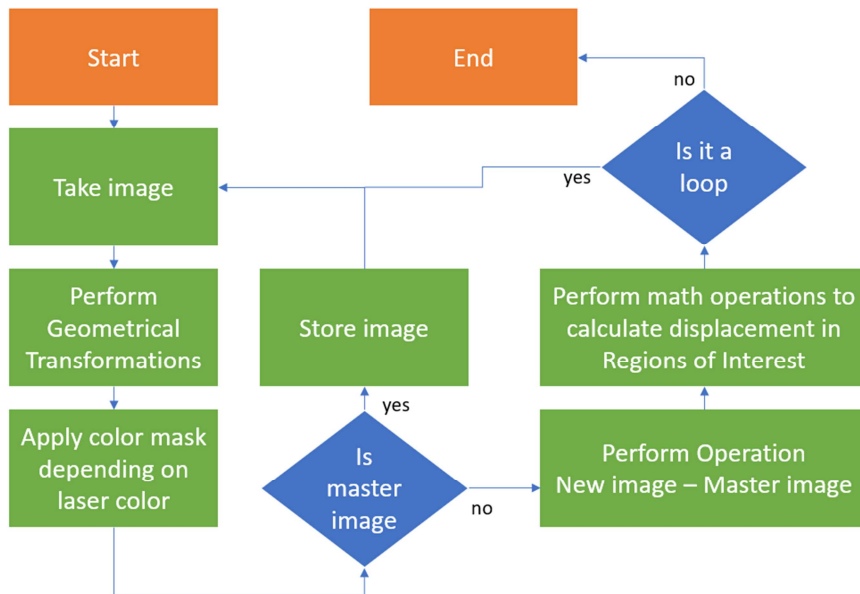 Start
End
no
Is it a
loop
yes
Take image
Perform
Geometrical
Transformations
Store image
Perform math operations to
calculate displacement in
Regions of Interest
yes
Apply color mask
depending on
laser color
Is
master
image
no
Perform Operation
New image – Master image